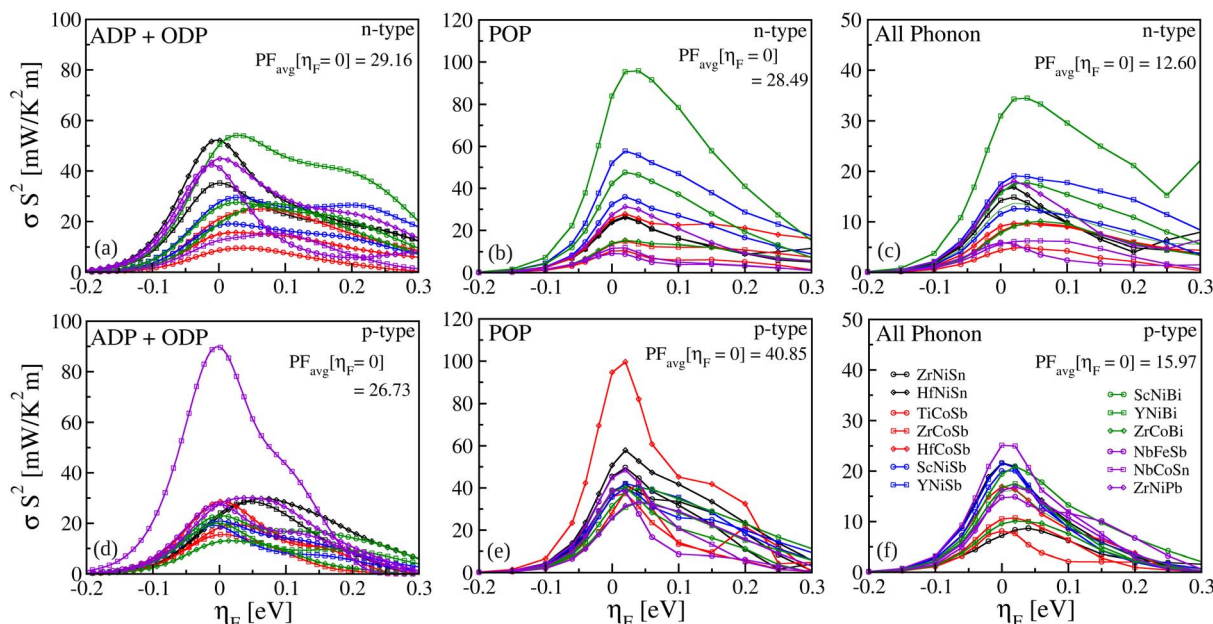 ADP + ODP
n-type
PF_avg[η_F = 0] = 29.16
(a)
100
80
60
40
20
0
-0.2
-0.1
0
0.1
0.2
0.3
σ S² [mW/K² m]
POP
n-type
PF_avg[η_F = 0]
= 28.49
(b)
120
100
80
60
40
20
0
-0.2
-0.1
0
0.1
0.2
0.3
All Phonon
n-type
PF_avg[η_F = 0] = 12.60
(c)
50
40
30
20
10
0
-0.2
-0.1
0
0.1
0.2
0.3
ADP + ODP
p-type
PF_avg[η_F = 0]
= 26.73
(d)
100
80
60
40
20
0
-0.2
-0.1
0
0.1
0.2
0.3
σ S² [mW/K² m]
η_F [eV]
POP
p-type
PF_avg[η_F = 0] = 40.85
(e)
120
100
80
60
40
20
0
-0.2
-0.1
0
0.1
0.2
0.3
η_F [eV]
All Phonon
p-type
PF_avg[η_F = 0] = 15.97
ZrNiSn
HfNiSn
TiCoSb
ZrCoSb
HfCoSb
ScNiSb
YNiSb
ScNiBi
YNiBi
ZrCoBi
NbFeSb
NbCoSn
ZrNiPb
(f)
50
40
30
20
10
0
-0.2
-0.1
0
0.1
0.2
0.3
η_F [eV]